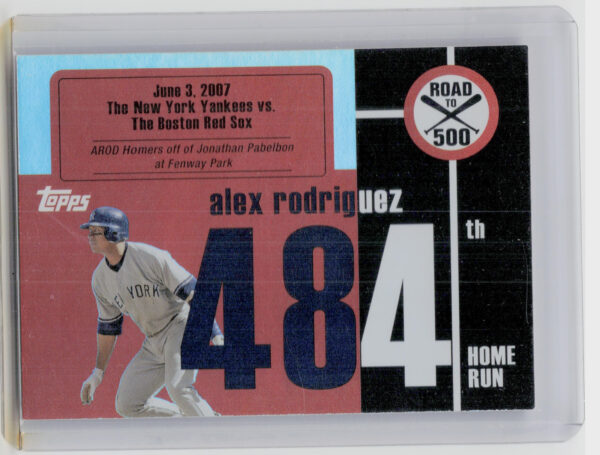 June 3, 2007
The New York Yankees vs.
The Boston Red Sox
AROD Homers off of Jonathan Pabelbon
at Fenway Park
ROAD
TO
500
Topps
alex rodriguez
484
th
HOME
RUN
NEW YORK